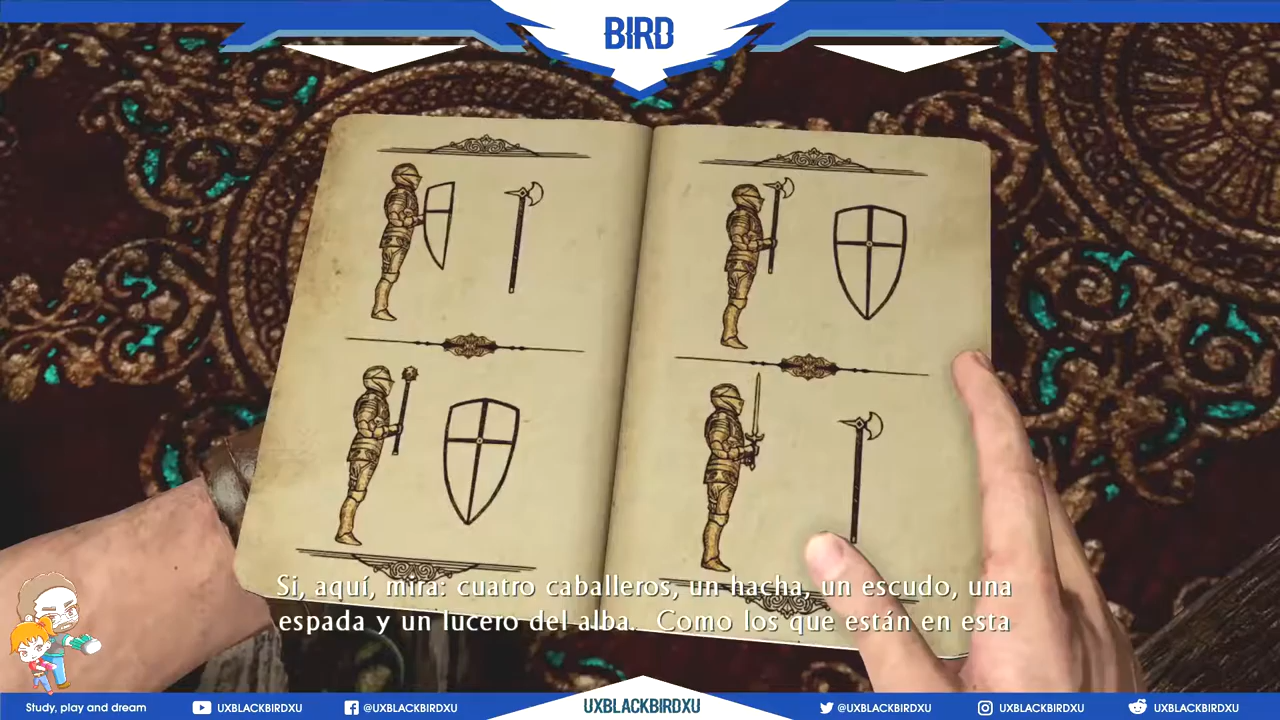 BIRD
Si, aquí, mira: cuatro caballeros, un hacha, un escudo, una
espada y un lucero del alba. Como los que están en esta
Study, play and dream
UXBLACKBIRDXU
@UXBLACKBIRDXU
UXBLACKBIRDXU
@UXBLACKBIRDXU
UXBLACKBIRDXU
UXBLACKBIRDXU